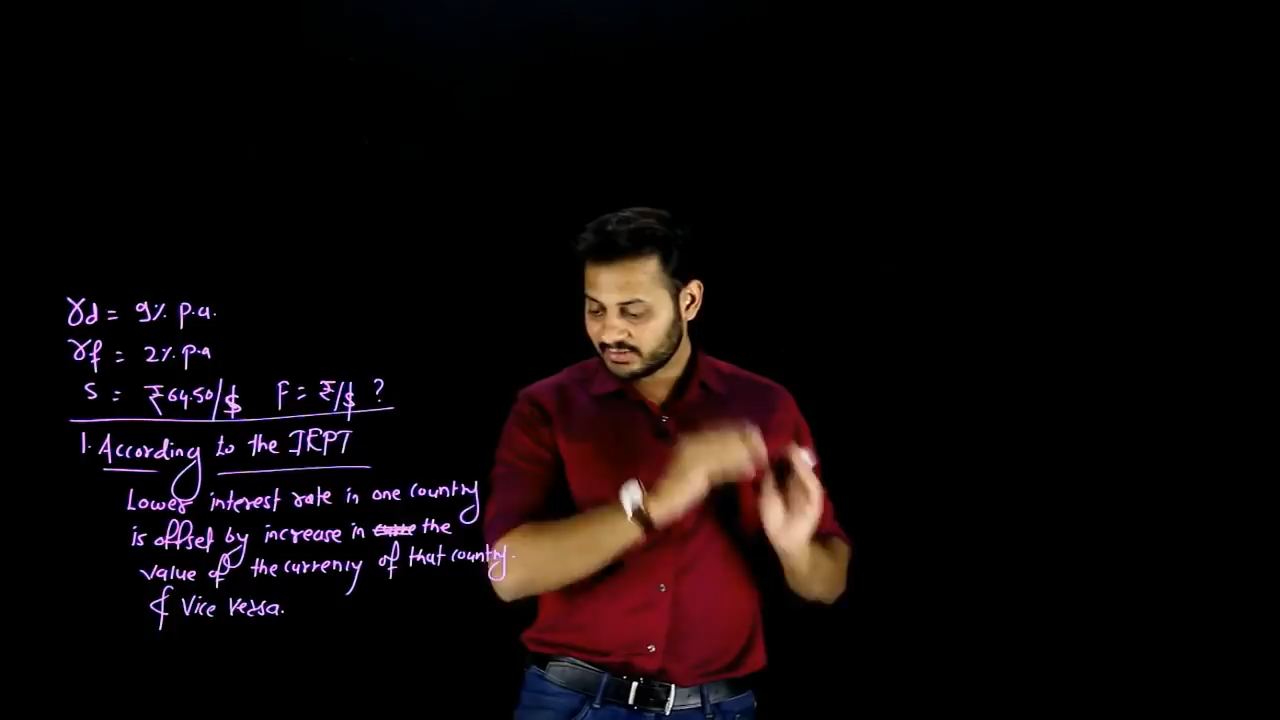 rd = 9% p.a.
rf = 2% p.a
S = ₹64.50/$ F = ₹/$ ?
1. According to the IRPT
Lower interest rate in one country
is offset by increase in the
value of the currency of that country.
& Vice Versa.